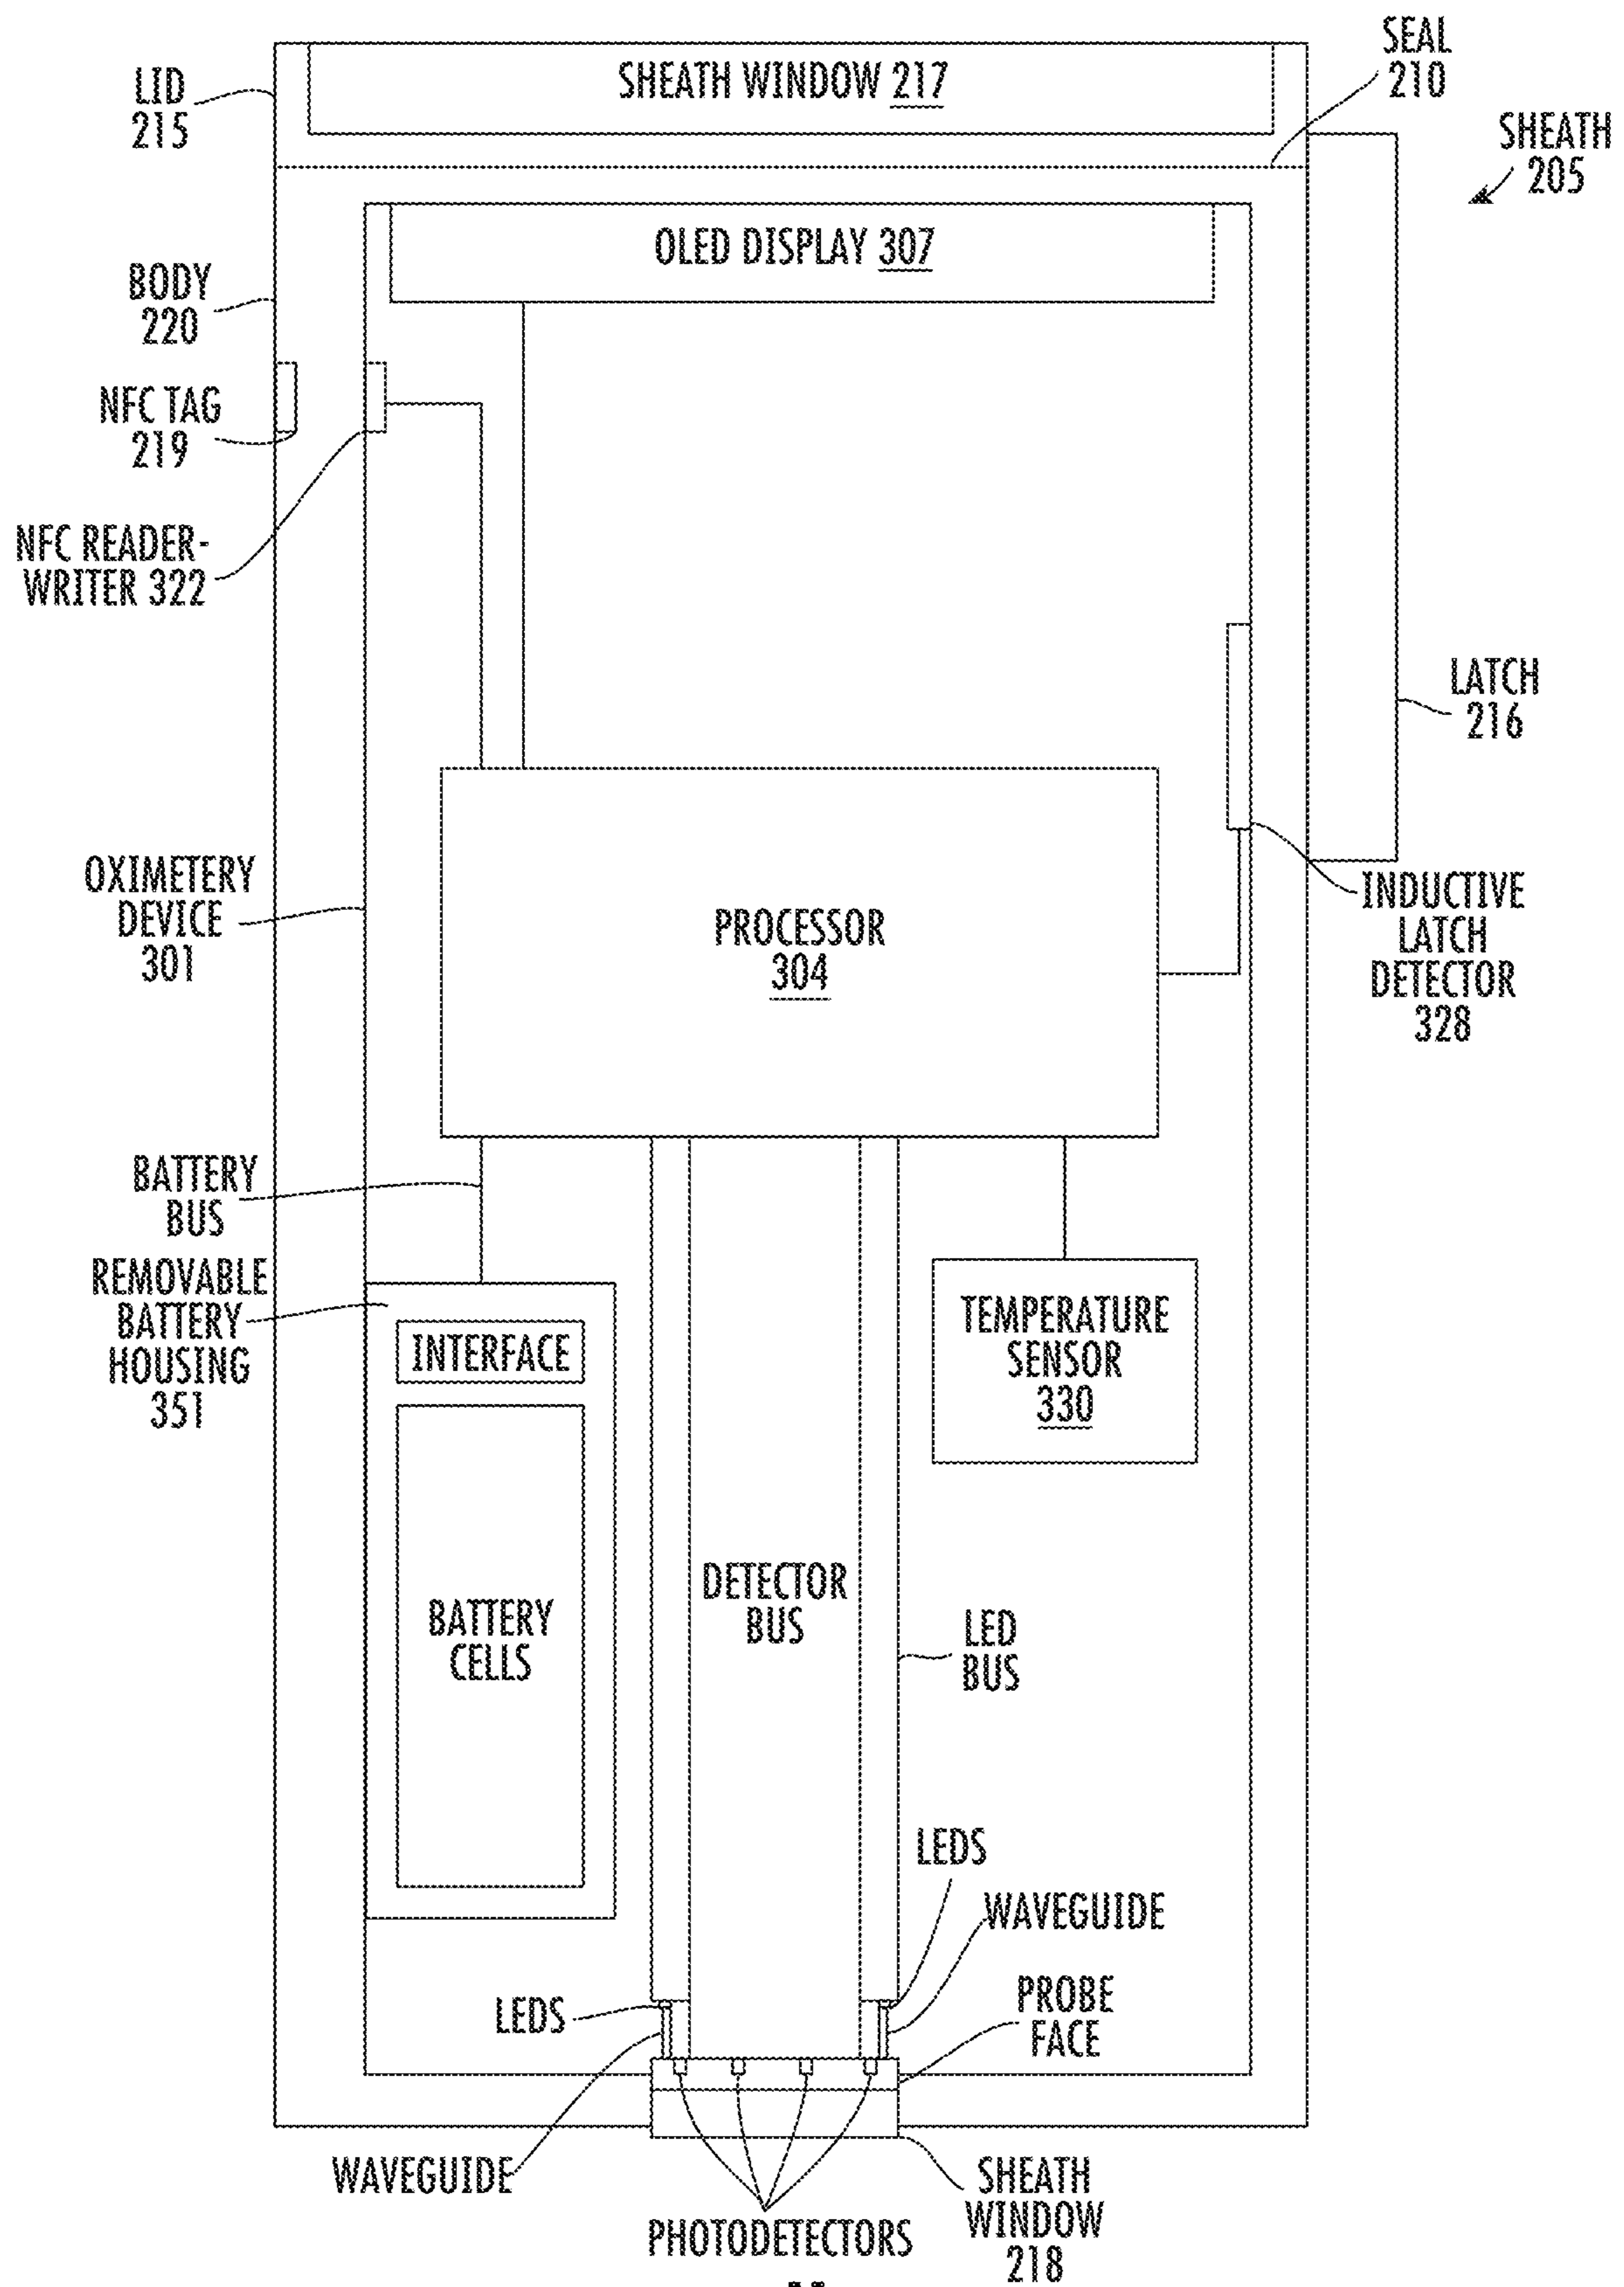 SHEATH WINDOW 217
SEAL
210
LID
215
SHEATH
205
OLED DISPLAY 307
BODY
220
NFC TAG
219
NFC READER-
WRITER 322
LATCH
216
OXIMETERY
DEVICE
301
PROCESSOR
304
INDUCTIVE
LATCH
DETECTOR
328
BATTERY
BUS
REMOVABLE
BATTERY
HOUSING
351
INTERFACE
TEMPERATURE
SENSOR
330
BATTERY
CELLS
DETECTOR
BUS
LED
BUS
LEDS
WAVEGUIDE
LEDS
PROBE
FACE
WAVEGUIDE
PHOTODETECTORS
SHEATH
WINDOW
218